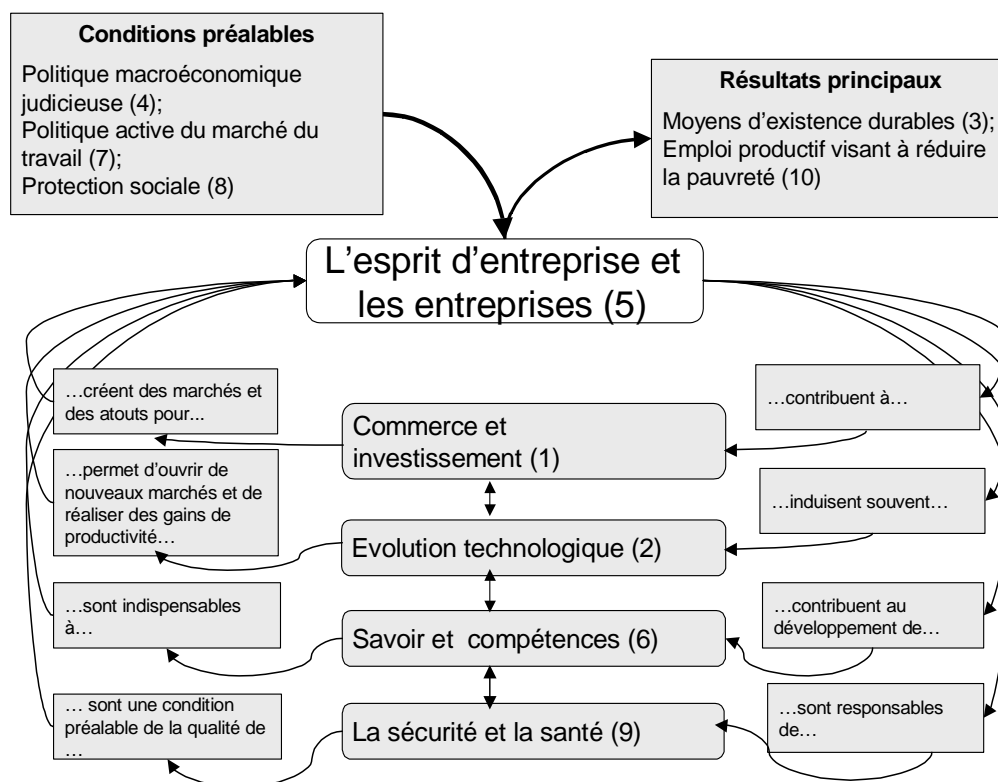 Conditions préalables
Politique macroéconomique
judicieuse (4);
Politique active du marché du
travail (7);
Protection sociale (8)
Résultats principaux
Moyens d’existence durables (3);
Emploi productif visant à réduire
la pauvreté (10)
L’esprit d’entreprise et
les entreprises (5)
…créent des marchés et
des atouts pour...
Commerce et
investissement (1)
…contribuent à…
…permet d’ouvrir de
nouveaux marchés et de
réaliser des gains de
productivité…
Evolution technologique (2)
…induisent souvent…
…sont indispensables
à…
Savoir et compétences (6)
…contribuent au
développement de…
… sont une condition
préalable de la qualité de
…
La sécurité et la santé (9)
…sont responsables
de…